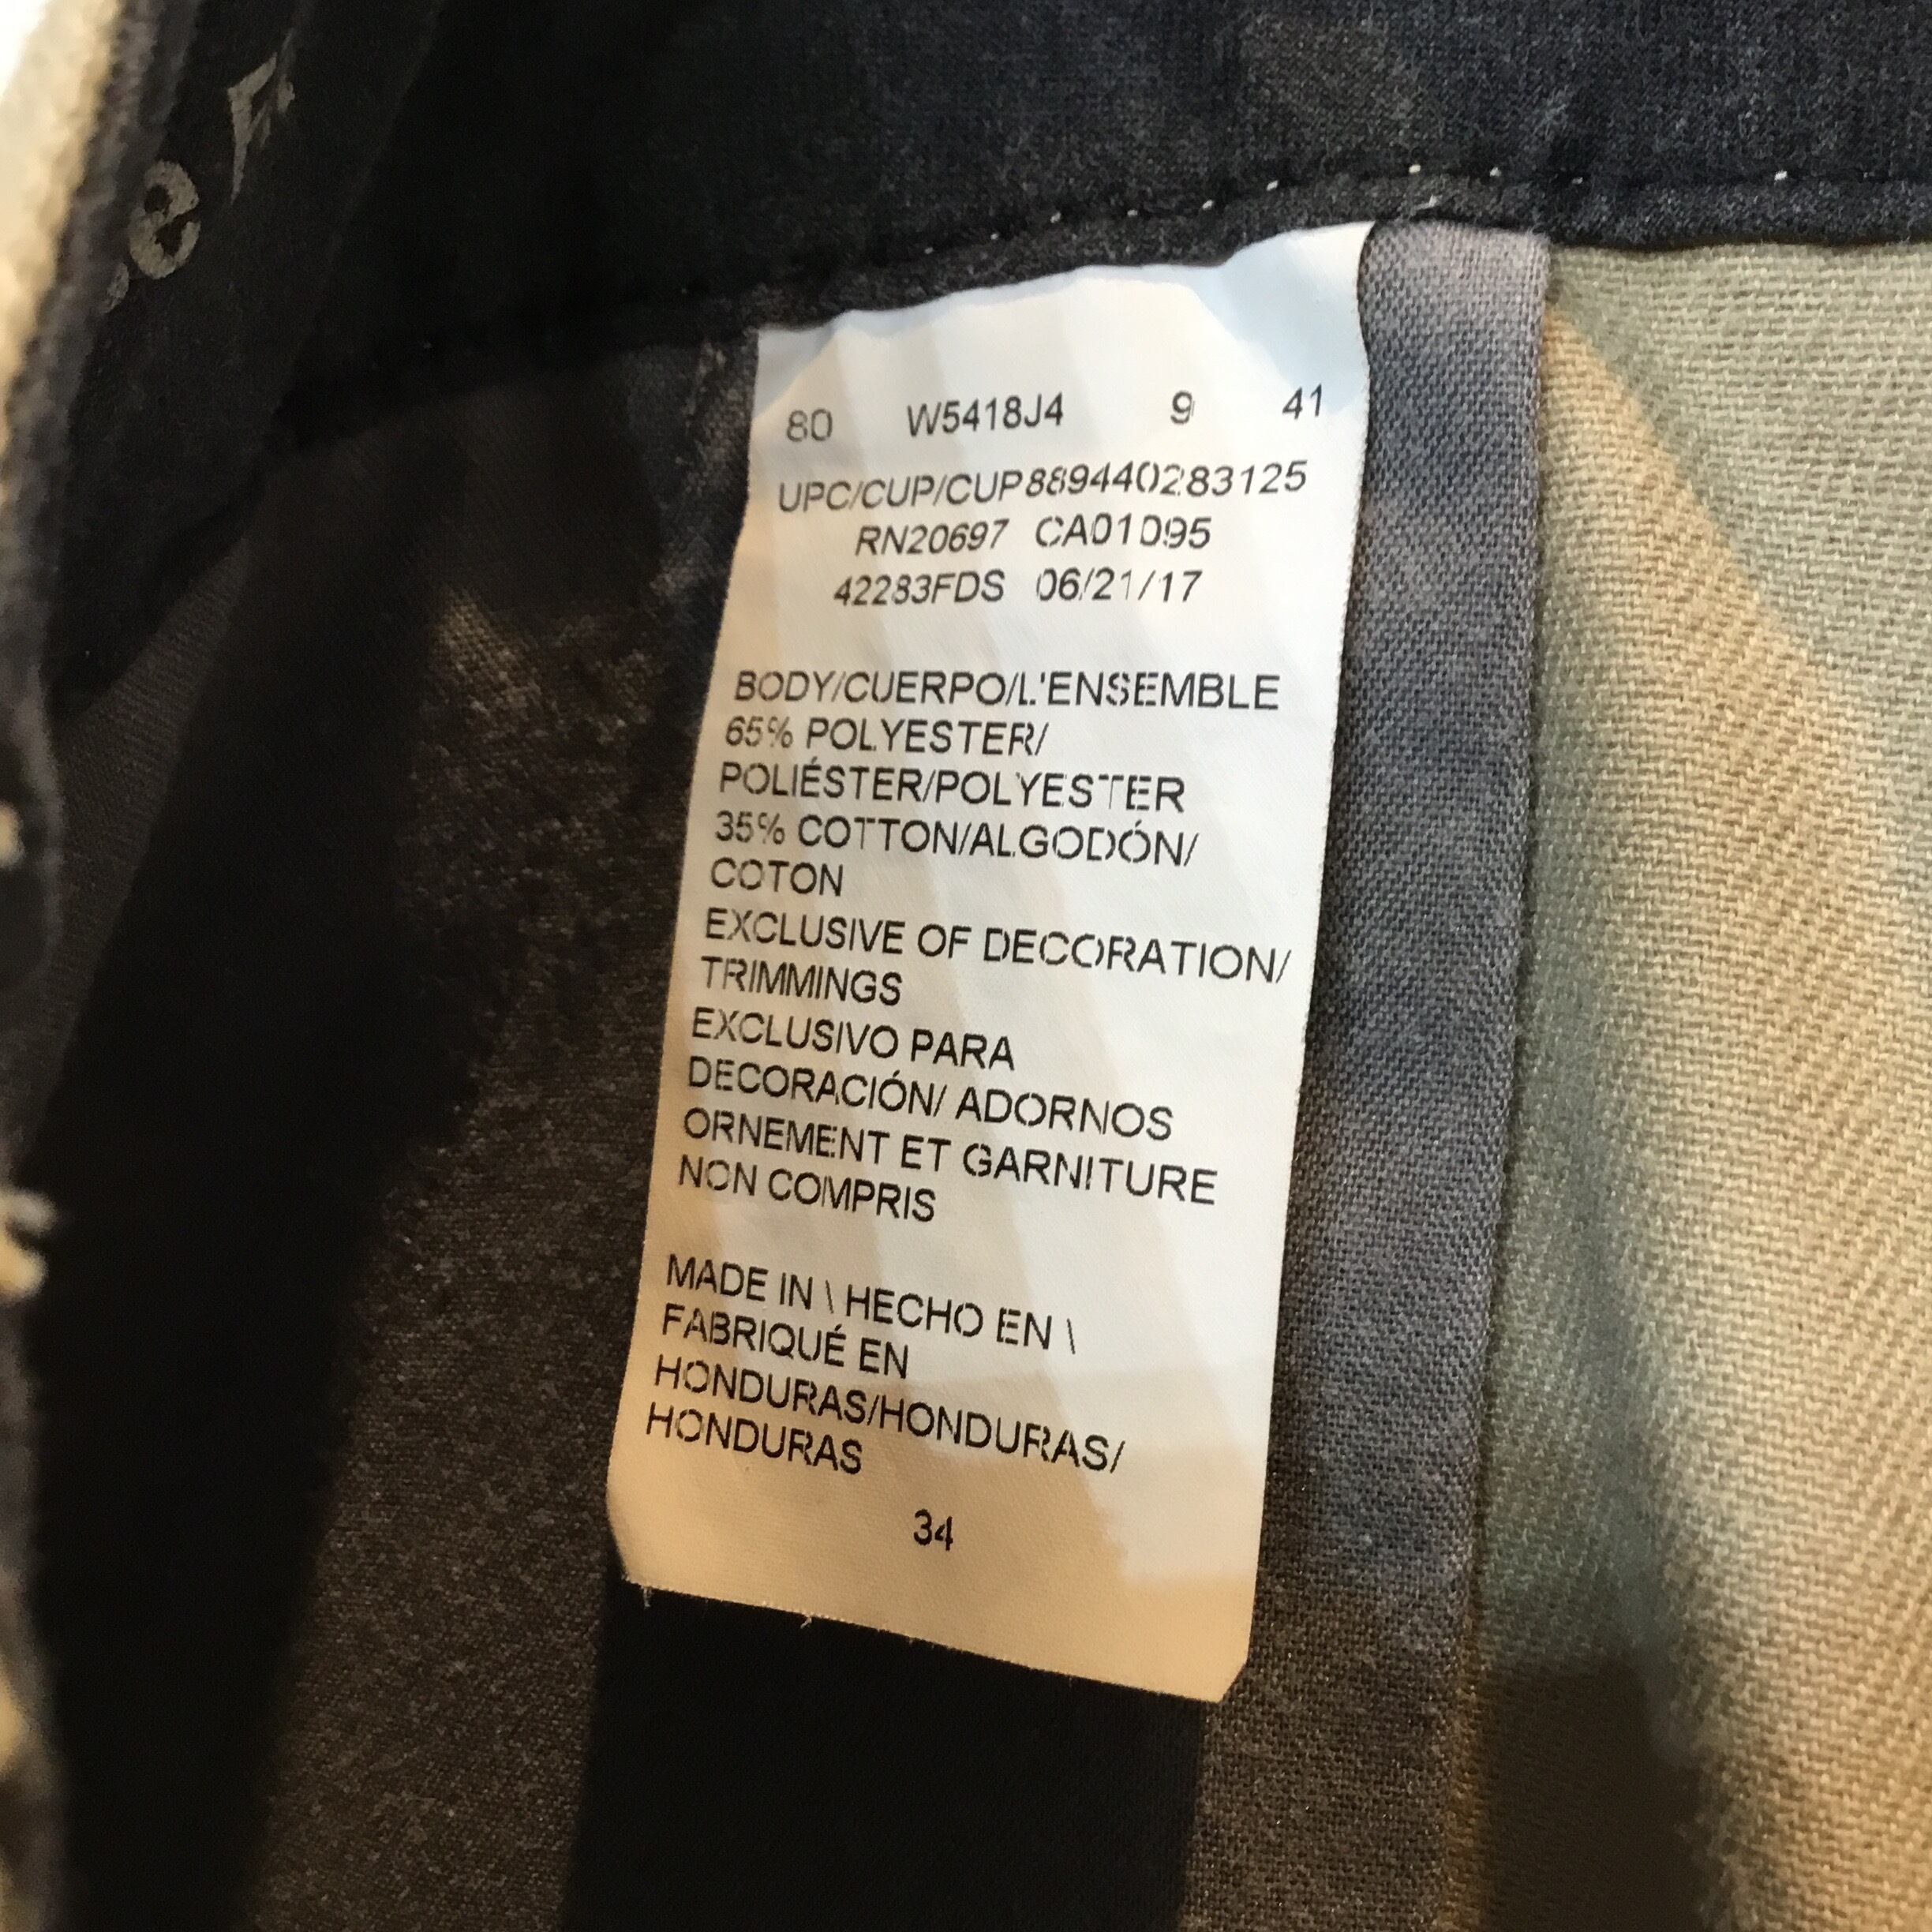 80 W5418J4 9 41
UPC/CUP/CUP889440283125
RN20697 CA01095
42283FDS 06/21/17
BODY/CUERPO/L'ENSEMBLE
65% POLYESTER/
POLIÉSTER/POLYESTER
35% COTTON/ALGODÓN/
COTON
EXCLUSIVE OF DECORATION/
TRIMMINGS
EXCLUSIVO PARA
DECORACIÓN/ ADORNOS
ORNEMENT ET GARNITURE
NON COMPRIS
MADE IN \ HECHO EN \
FABRIQUÉ EN
HONDURAS/HONDURAS/
HONDURAS
34